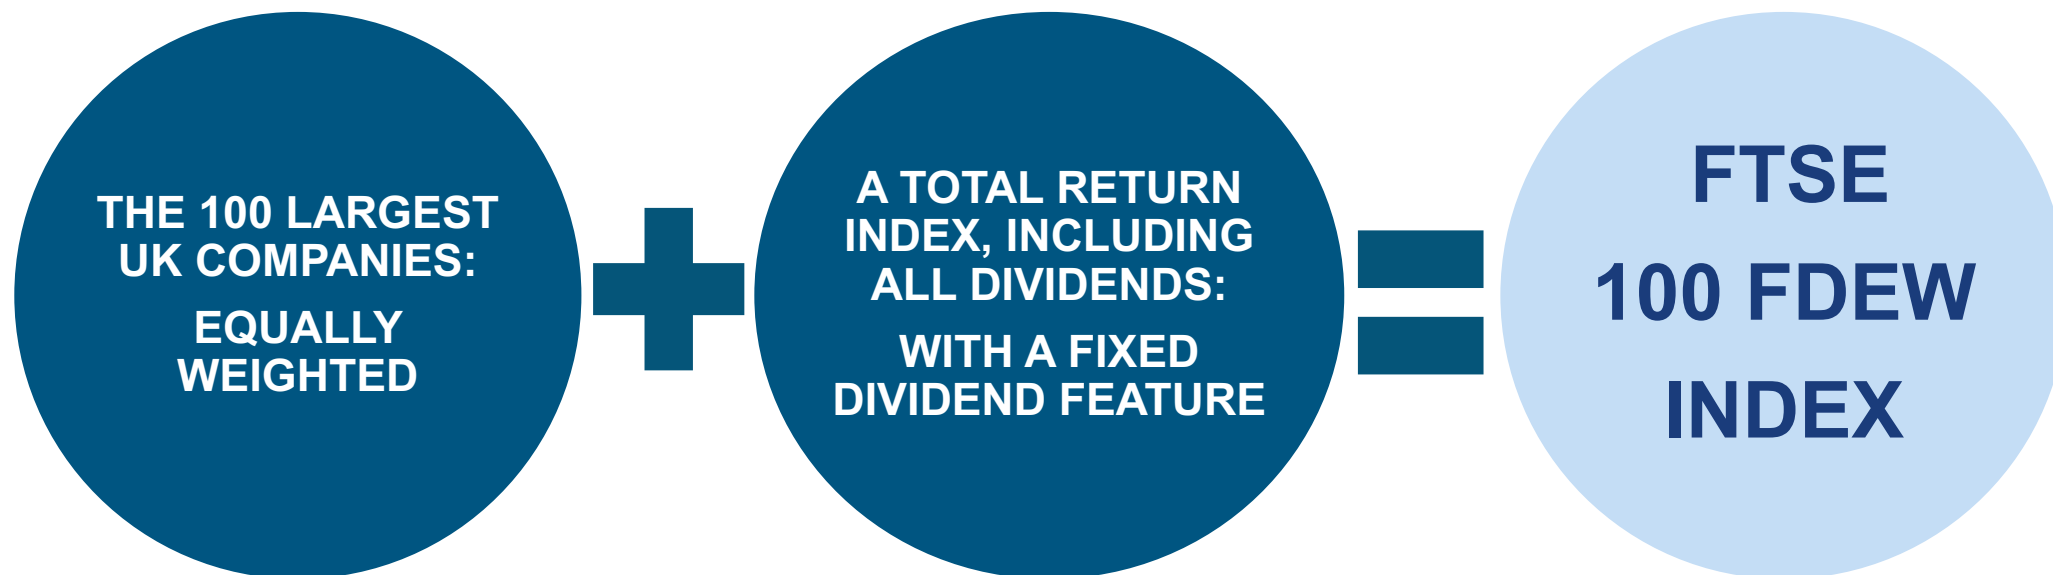 THE 100 LARGEST
UK COMPANIES:
EQUALLY
WEIGHTED
A TOTAL RETURN
INDEX, INCLUDING
ALL DIVIDENDS:
WITH A FIXED
DIVIDEND FEATURE
FTSE
100 FDEW
INDEX